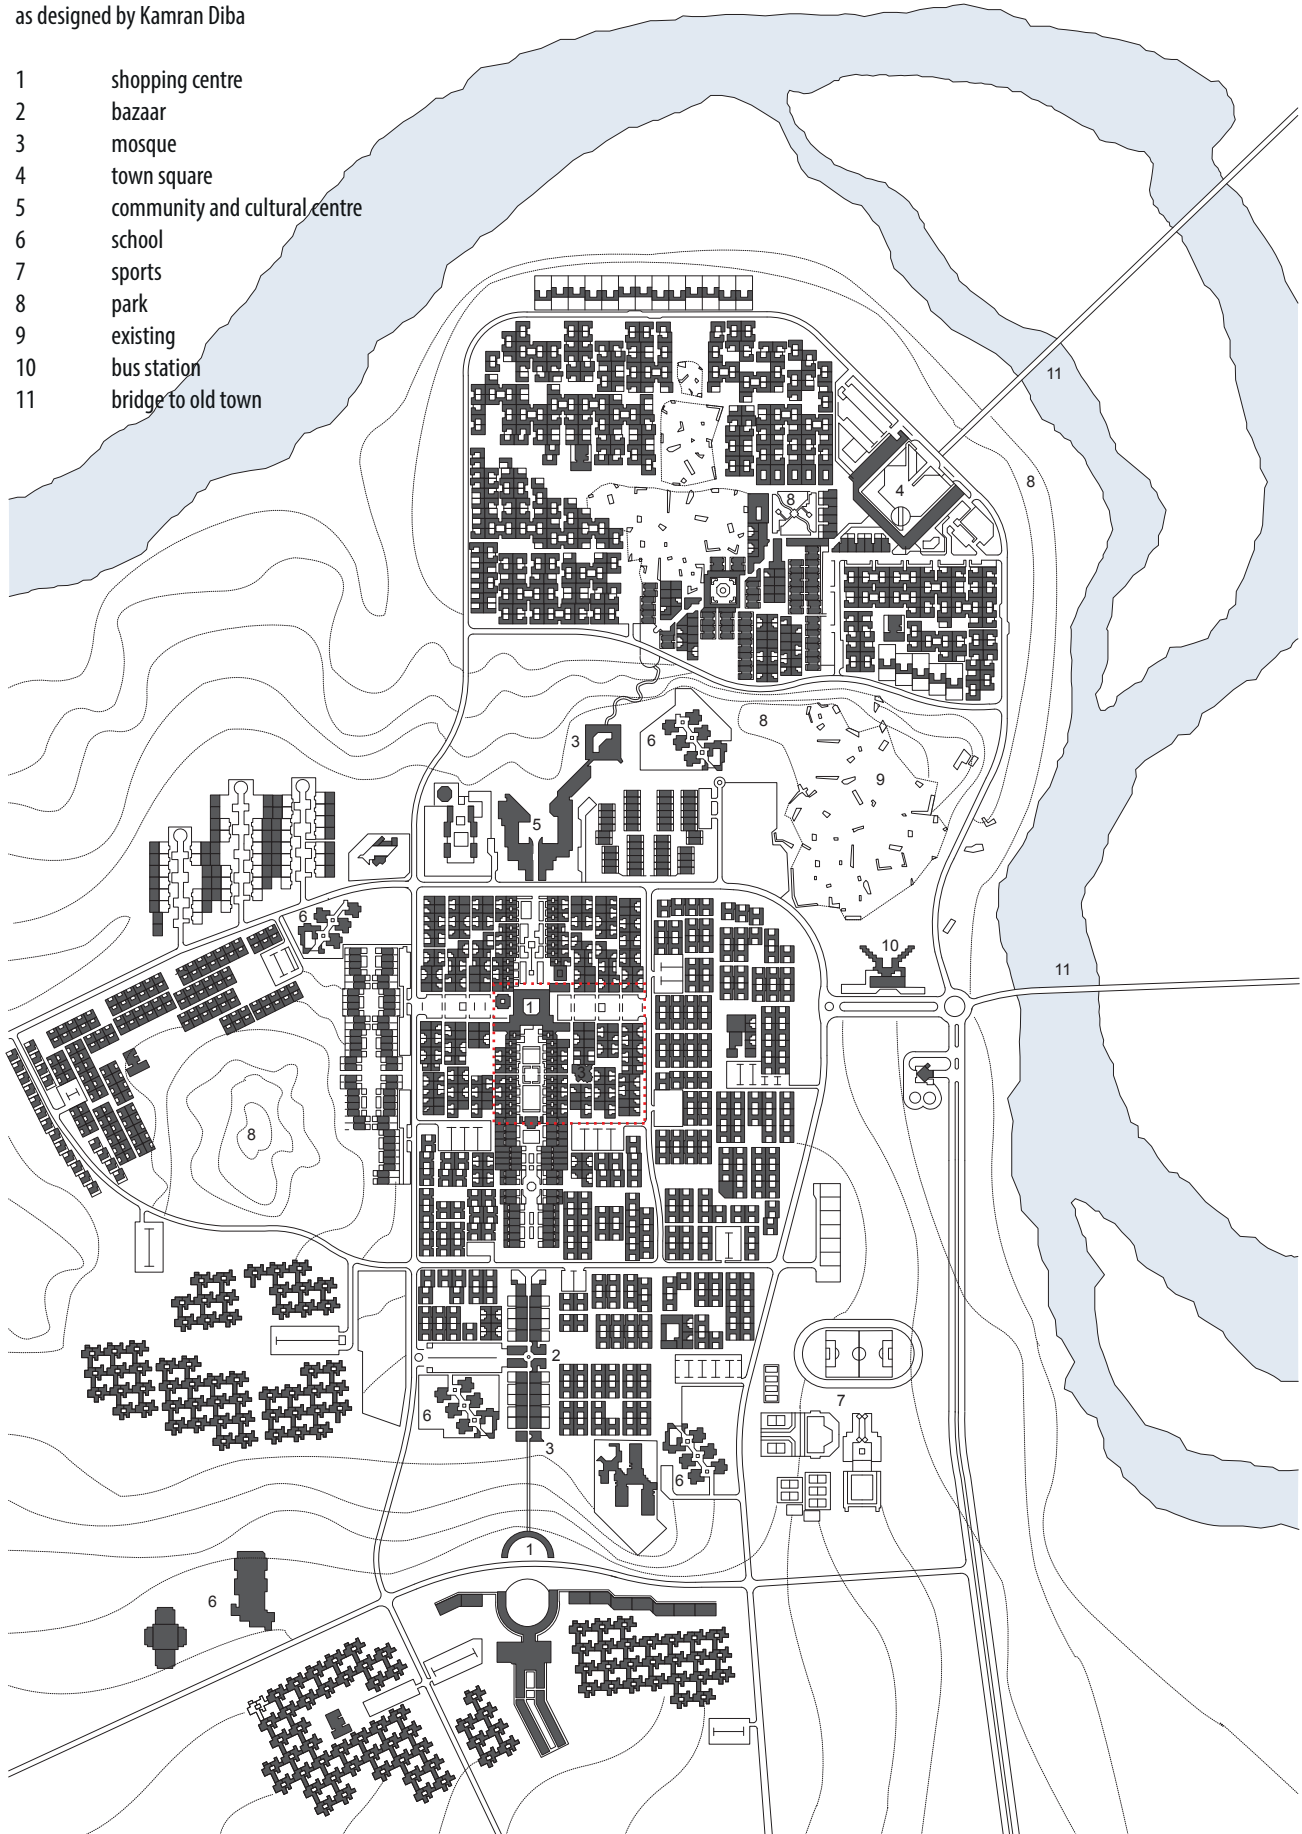 as designed by Kamran Diba
1 shopping centre
2 bazaar
3 mosque
4 town square
5 community and cultural centre
6 school
7 sports
8 park
9 existing
10 bus station
11 bridge to old town
11
8
8
4
3
6
8
9
5
6
10
11
1
3
8
2
7
6
3
6
1
6